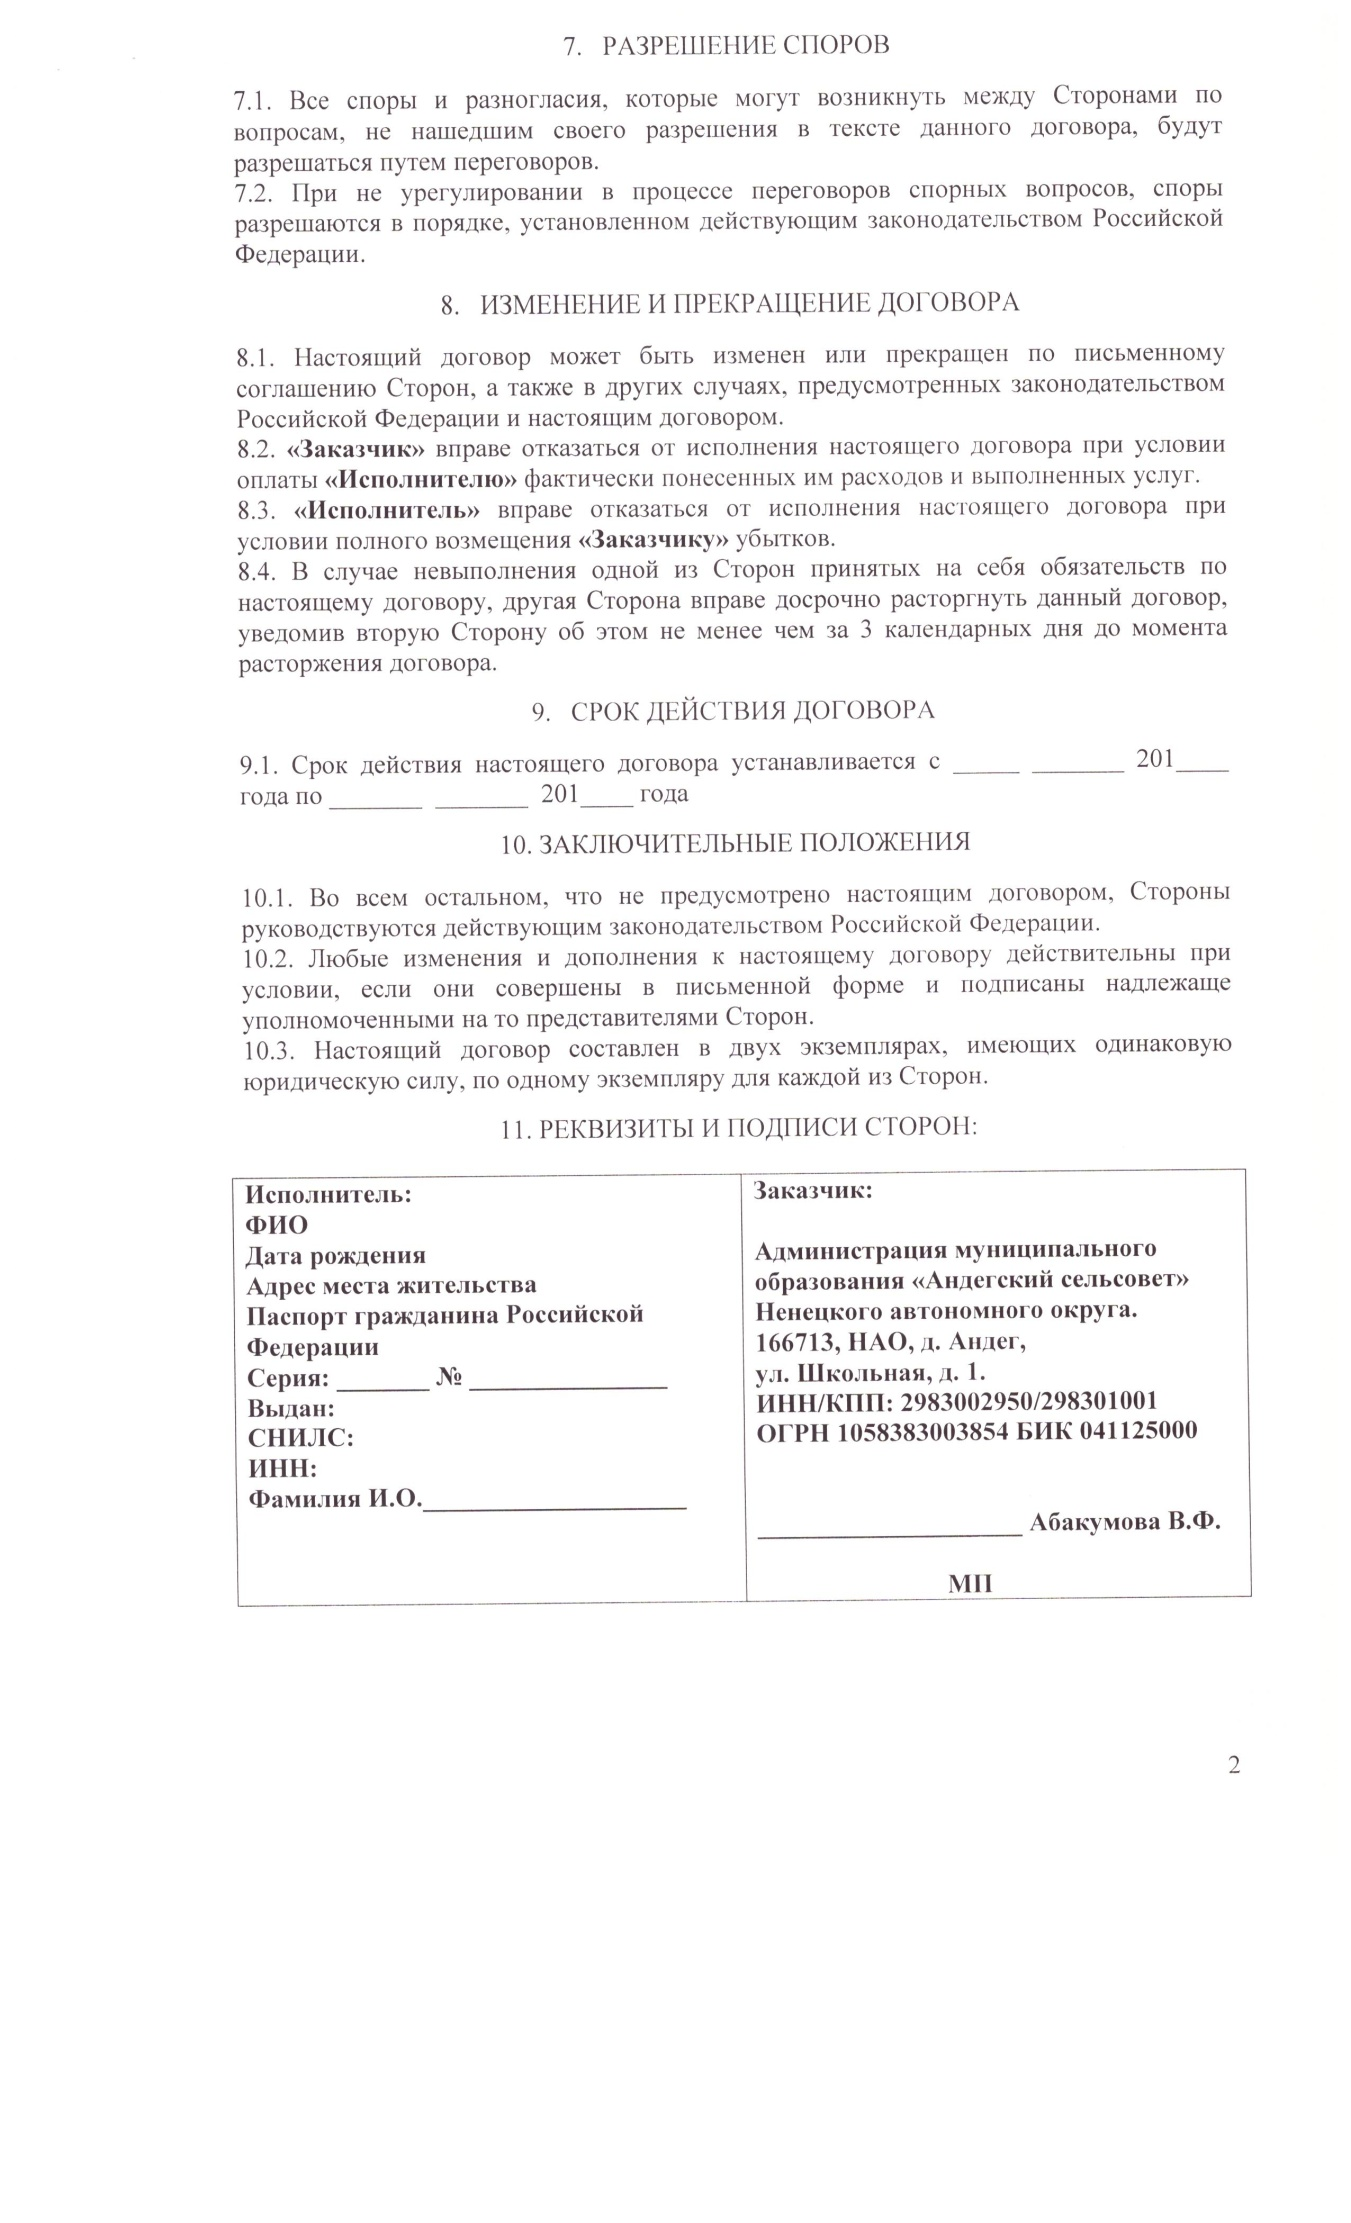 7. РАЗРЕШЕНИЕ СПОРОВ
7.1. Все споры и разногласия, которые могут возникнуть между Сторонами по
вопросам, не нашедшим своего разрешения в тексте данного договора, будут
разрешаться путем переговоров.
7.2. При не урегулировании в процессе переговоров спорных вопросов, споры
разрешаются в порядке, установленном действующим законодательством Российской
Федерации.
8. ИЗМЕНЕНИЕ И ПРЕКРАЩЕНИЕ ДОГОВОРА
8.1. Настоящий договор может быть изменен или прекращен по письменному
соглашению Сторон, а также в других случаях, предусмотренных законодательством
Российской Федерации и настоящим договором.
8.2. «Заказчик» вправе отказаться от исполнения настоящего договора при условии
оплаты «Исполнителю» фактически понесенных им расходов и выполненных услуг.
8.3. «Исполнитель» вправе отказаться от исполнения настоящего договора при
условии полного возмещения «Заказчику» убытков.
8.4. В случае невыполнения одной из Сторон принятых на себя обязательств по
настоящему договору, другая Сторона вправе досрочно расторгнуть данный договор,
уведомив вторую Сторону об этом не менее чем за 3 календарных дня до момента
расторжения договора.
9. СРОК ДЕЙСТВИЯ ДОГОВОРА
9.1. Срок действия настоящего договора устанавливается с _____ _______ 201____
года по _______ _______ 201____ года
10. ЗАКЛЮЧИТЕЛЬНЫЕ ПОЛОЖЕНИЯ
10.1. Во всем остальном, что не предусмотрено настоящим договором, Стороны
руководствуются действующим законодательством Российской Федерации.
10.2. Любые изменения и дополнения к настоящему договору действительны при
условии, если они совершены в письменной форме и подписаны надлежаще
уполномоченными на то представителями Сторон.
10.3. Настоящий договор составлен в двух экземплярах, имеющих одинаковую
юридическую силу, по одному экземпляру для каждой из Сторон.
11. РЕКВИЗИТЫ И ПОДПИСИ СТОРОН:
Исполнитель:
ФИО
Дата рождения
Адрес места жительства
Паспорт гражданина Российской
Федерации
Серия: _______ № _______________
Выдан:
СНИЛС:
ИНН:
Фамилия И.О.____________________
Заказчик:
Администрация муниципального
образования «Андегский сельсовет»
Ненецкого автономного округа.
166713, НАО, д. Андег,
ул. Школьная, д. 1.
ИНН/КПП: 2983002950/298301001
ОГРН 1058383003854 БИК 041125000
____________________ Абакумова В.Ф.
МП
2